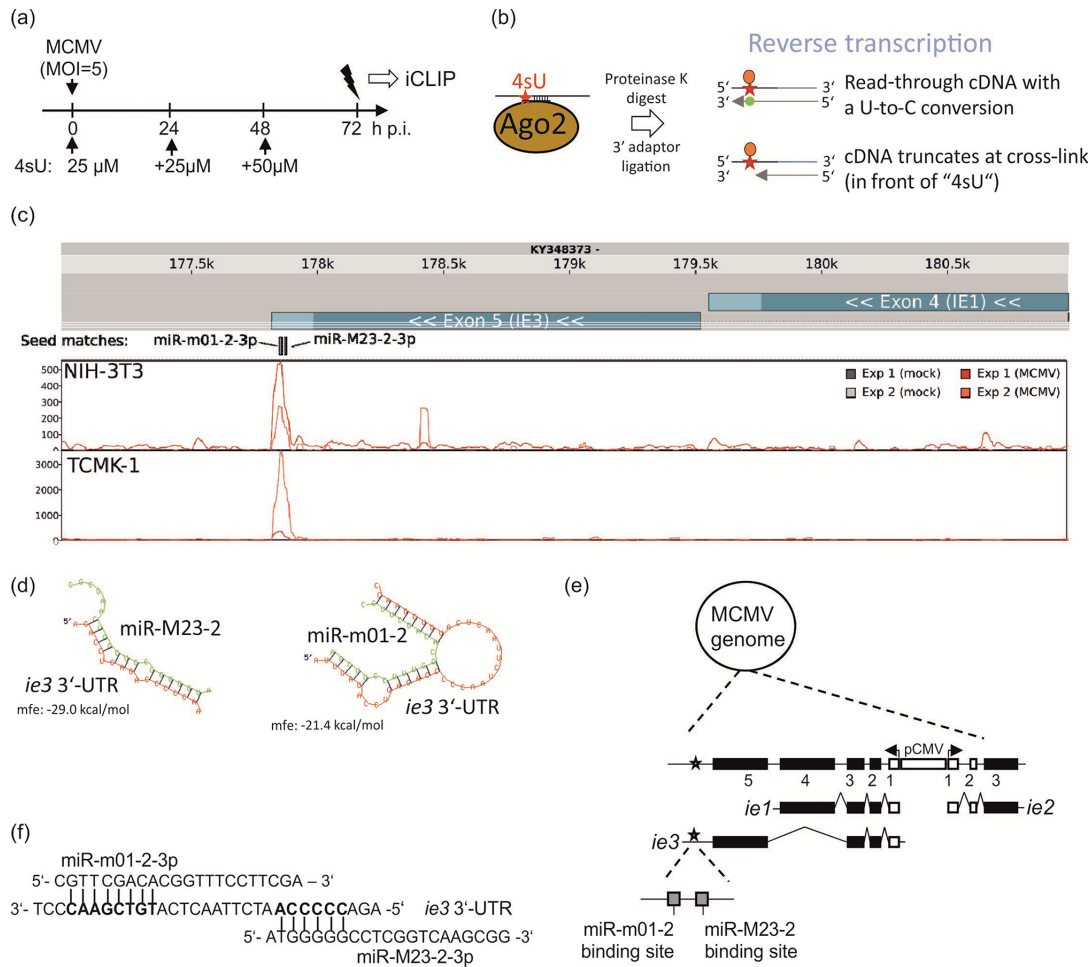 (a)
MCMV
(MOI=5)
iCLIP
0 24 48 72 h p.i.
4sU: 25 µM +25µM +50µM
(b)
Reverse transcription
4sU
Ago2
Proteinase K
digest
3′ adaptor
ligation
5‘ 3‘
3‘ 5‘
Read-through cDNA with
a U-to-C conversion
5‘ 3‘
3‘ 5‘
cDNA truncates at cross-link
(in front of “4sU“)
(c)
KY348373 -
177.5k 178k 178.5k 179k 179.5k 180k 180.5k
<< Exon 4 (IE1) <<
<< Exon 5 (IE3) <<
Seed matches: miR-m01-2-3p miR-M23-2-3p
NIH-3T3
500
400
300
200
100
0
Exp 1 (mock) Exp 1 (MCMV)
Exp 2 (mock) Exp 2 (MCMV)
TCMK-1
3000
2000
1000
0
(d)
5′
miR-M23-2
ie3 3‘-UTR
mfe: -29.0 kcal/mol
miR-m01-2
5′
ie3 3‘-UTR
mfe: -21.4 kcal/mol
(e)
MCMV
genome
pCMV
5 4 3 2 1 1 2 3
ie1 ie2
ie3
miR-m01-2
binding site
miR-M23-2
binding site
(f)
miR-m01-2-3p
5‘- CGTTCGACACGGTTTCCTTCGA – 3‘
3‘- TCCCAAGCTGTACTCAATTCTAACCCCCAGA -5‘ ie3 3‘-UTR
5‘- ATGGGGGCCTCGGTCAAGCGG -3‘
miR-M23-2-3p